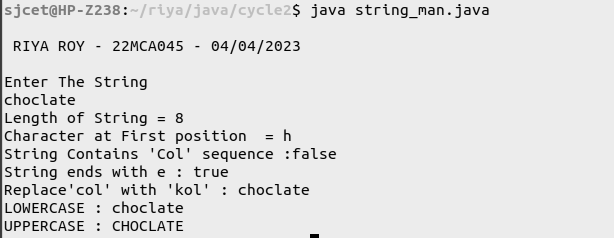 sjcet@HP-Z238:~/riya/java/cycle2$ java string_man.java
RIYA ROY - 22MCA045 - 04/04/2023
Enter The String
choclate
Length of String = 8
Character at First position  = h
String Contains 'Col' sequence :false
String ends with e : true
Replace'col' with 'kol' : choclate
LOWERCASE : choclate
UPPERCASE : CHOCLATE